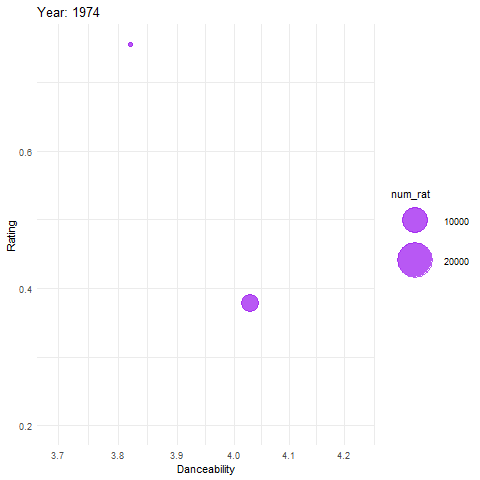 Year: 1974
0.6
0.4
0.2
Rating
3.7 3.8 3.9 4.0 4.1 4.2
Danceability
num_rat
10000
20000